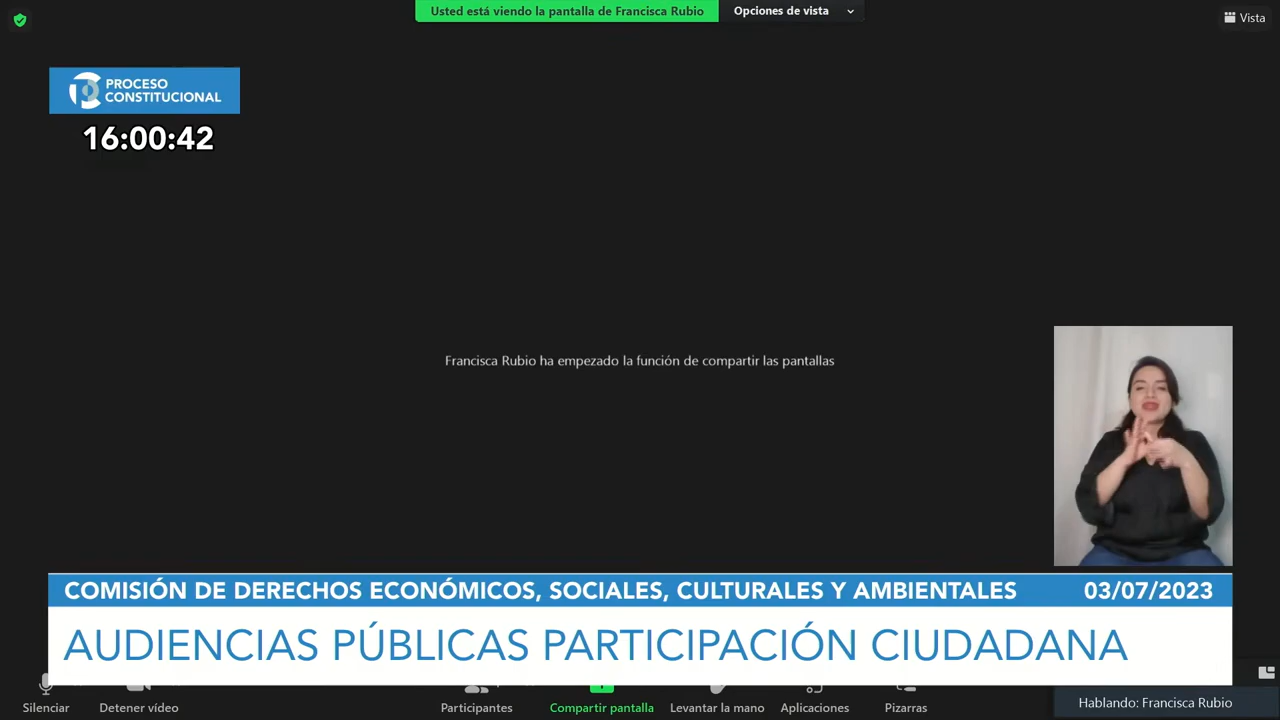 Usted está viendo la pantalla de Francisca Rubio
Opciones de vista
Vista
PROCESO
CONSTITUCIONAL
16:00:42
Francisca Rubio ha empezado la función de compartir las pantallas
COMISIÓN DE DERECHOS ECONÓMICOS, SOCIALES, CULTURALES Y AMBIENTALES
03/07/2023
AUDIENCIAS PÚBLICAS PARTICIPACIÓN CIUDADANA
Silenciar
Detener vídeo
Participantes
Compartir pantalla
Levantar la mano
Aplicaciones
Pizarras
Hablando: Francisca Rubio